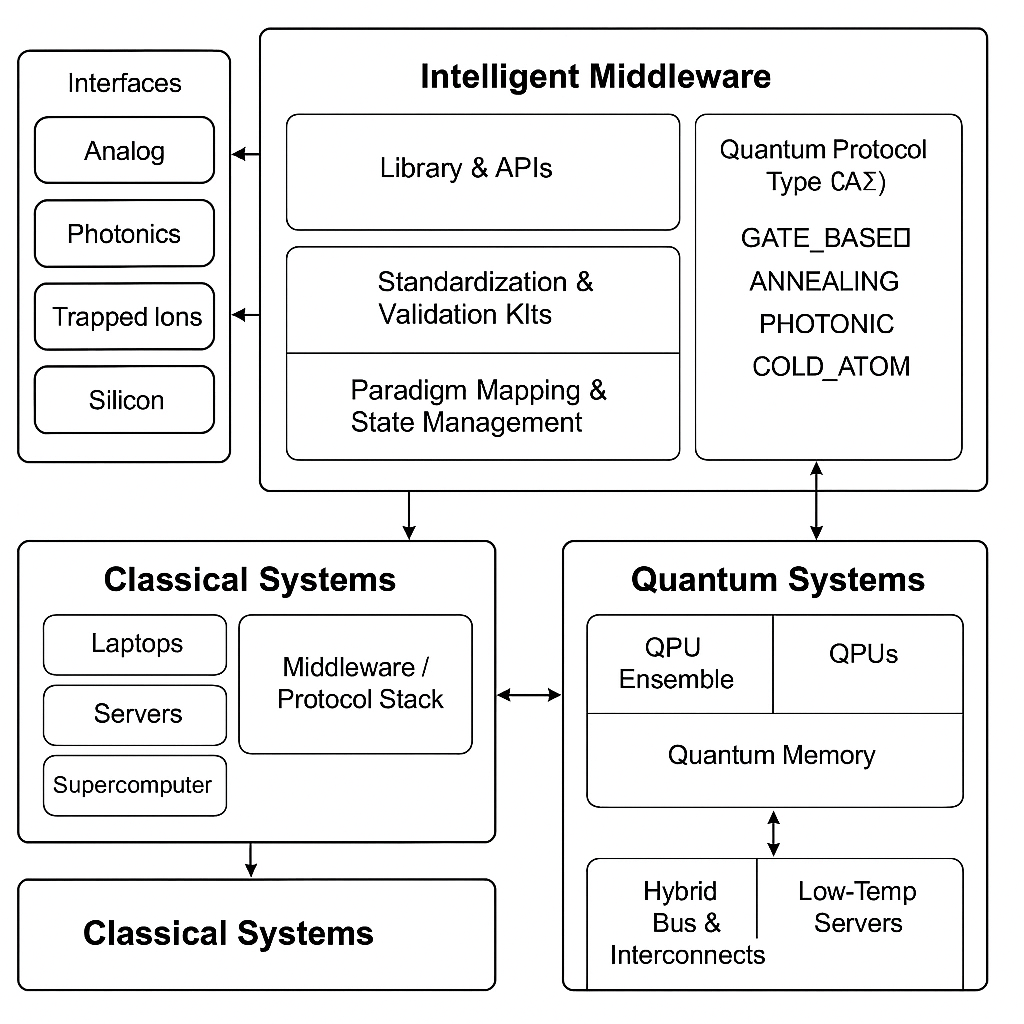 Interfaces
Analog
Photonics
Trapped Ions
Silicon
Intelligent Middleware
Library & APIs
Standardization &
Validation KIts
Paradigm Mapping &
State Management
Quantum Protocol
Type (AΣ)
GATE_BASE□
ANNEALING
PHOTONIC
COLD_ATOM
Classical Systems
Laptops
Servers
Supercomputer
Middleware /
Protocol Stack
Quantum Systems
QPU
Ensemble
QPUs
Quantum Memory
Hybrid
Bus &
Interconnects
Low-Temp
Servers
Classical Systems